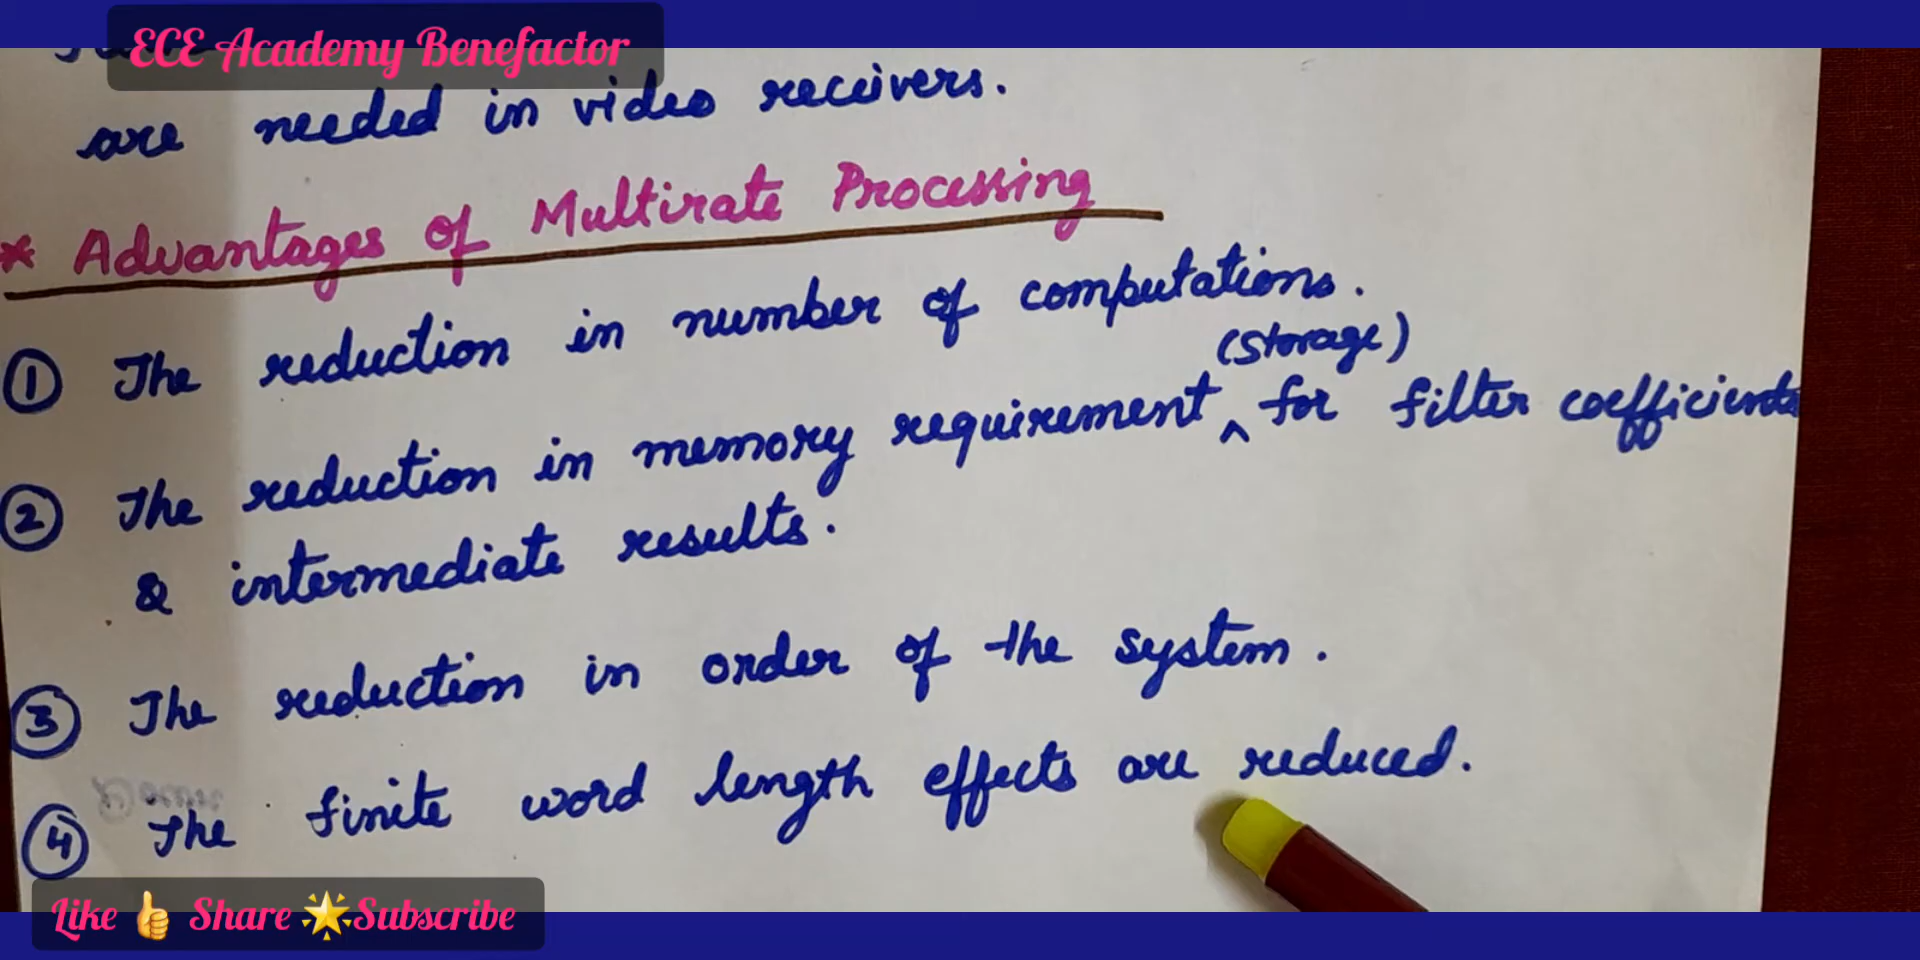 ECE Academy Benefactor
are needed in video receivers.
* Advantages of Multirate Processing
① The reduction in number of computations.
(storage)
② The reduction in memory requirement ^ for filter coefficients
& intermediate results.
③ The reduction in order of the system.
④ The finite word length effects are reduced.
Like 👍 Share 🌟Subscribe